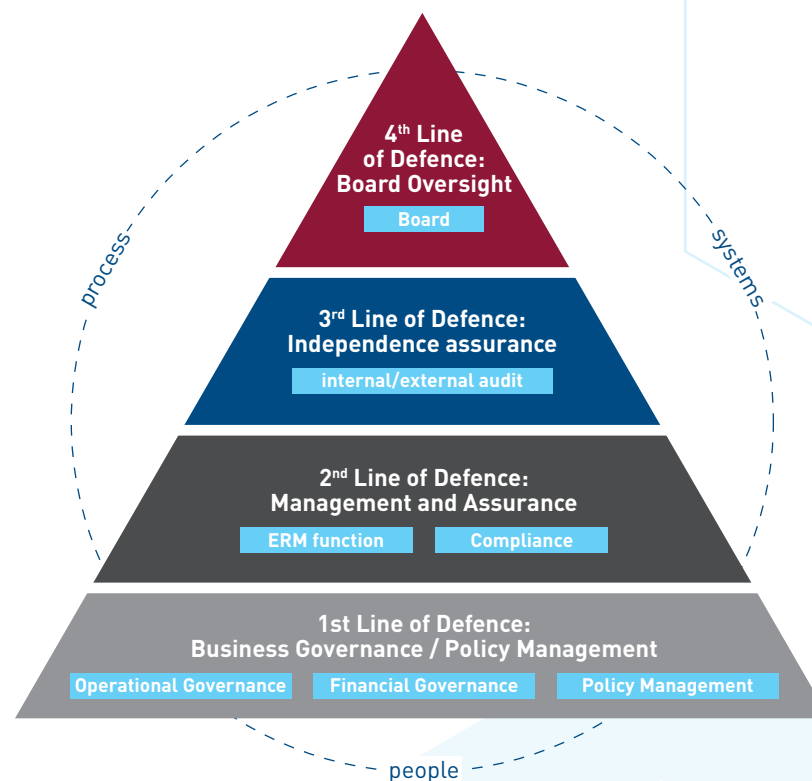 4th Line
of Defence:
Board Oversight
Board
process
systems
3rd Line of Defence:
Independence assurance
internal/external audit
2nd Line of Defence:
Management and Assurance
ERM function
Compliance
1st Line of Defence:
Business Governance / Policy Management
Operational Governance
Financial Governance
Policy Management
people